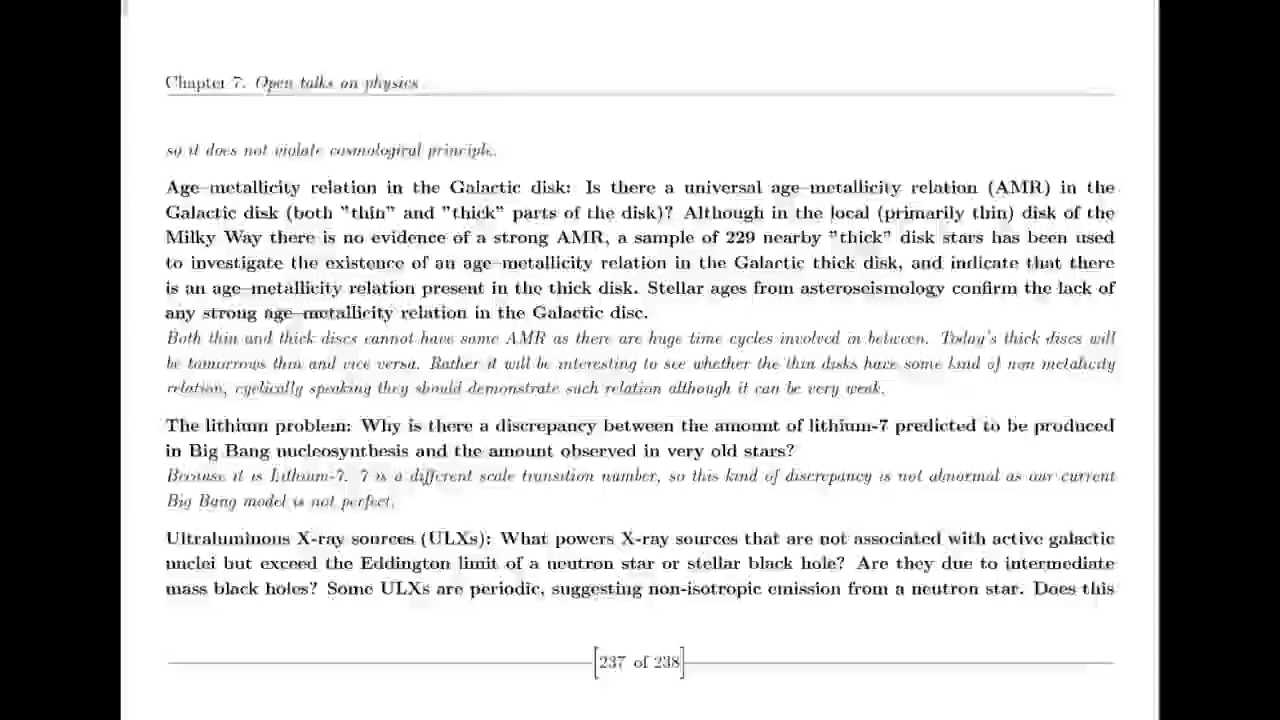 Chapter 7. Open talks on physics
so it does not violate cosmological principle.
Age–metallicity relation in the Galactic disk: Is there a universal age–metallicity relation (AMR) in the
Galactic disk (both "thin" and "thick" parts of the disk)? Although in the local (primarily thin) disk of the
Milky Way there is no evidence of a strong AMR, a sample of 229 nearby "thick" disk stars has been used
to investigate the existence of an age–metallicity relation in the Galactic thick disk, and indicate that there
is an age–metallicity relation present in the thick disk. Stellar ages from asteroseismology confirm the lack of
any strong age–metallicity relation in the Galactic disc.
Both thin and thick discs cannot have same AMR as there are huge time cycles involved in between. Today's thick discs will
be tomorrows thin and vice versa. Rather it will be interesting to see whether the thin disks have some kind of non metalicity
relation, cyclically speaking they should demonstrate such relation although it can be very weak.
The lithium problem: Why is there a discrepancy between the amount of lithium-7 predicted to be produced
in Big Bang nucleosynthesis and the amount observed in very old stars?
Because it is Lithium-7. 7 is a different scale transition number, so this kind of discrepancy is not abnormal as our current
Big Bang model is not perfect.
Ultraluminous X-ray sources (ULXs): What powers X-ray sources that are not associated with active galactic
nuclei but exceed the Eddington limit of a neutron star or stellar black hole? Are they due to intermediate
mass black holes? Some ULXs are periodic, suggesting non-isotropic emission from a neutron star. Does this
[237 of 238]